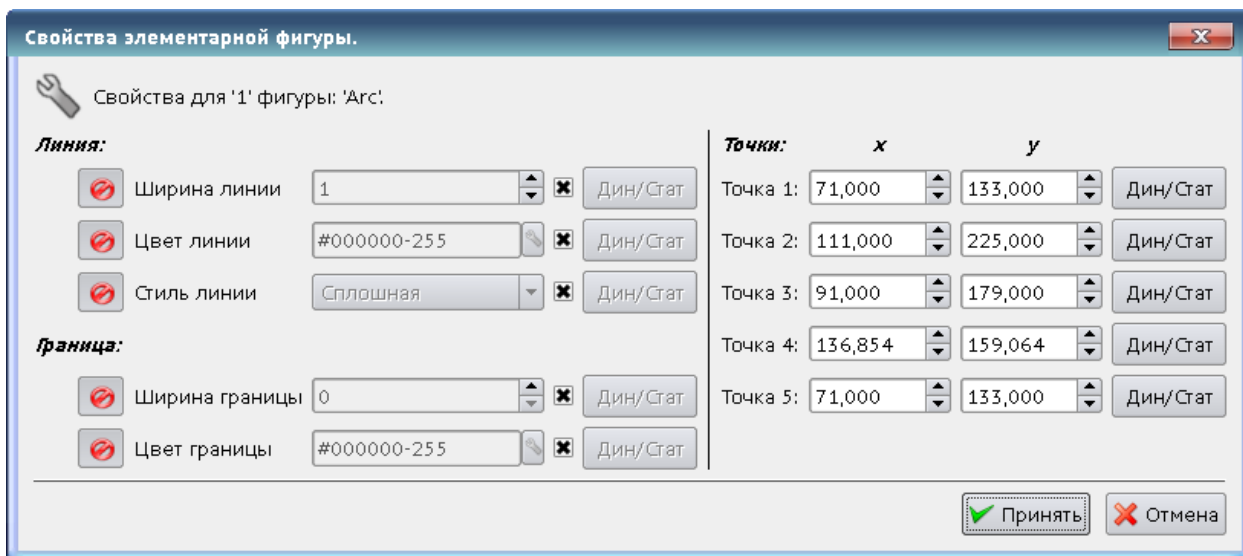 Свойства элементарной фигуры.
Свойства для '1' фигуры: 'Arc'.
Линия:
Ширина линии 1 Дин/Стат
Цвет линии #000000-255 Дин/Стат
Стиль линии Сплошная Дин/Стат
Граница:
Ширина границы 0 Дин/Стат
Цвет границы #000000-255 Дин/Стат
Точки: x y
Точка 1: 71,000 133,000 Дин/Стат
Точка 2: 111,000 225,000 Дин/Стат
Точка 3: 91,000 179,000 Дин/Стат
Точка 4: 136,854 159,064 Дин/Стат
Точка 5: 71,000 133,000 Дин/Стат
Принять Отмена